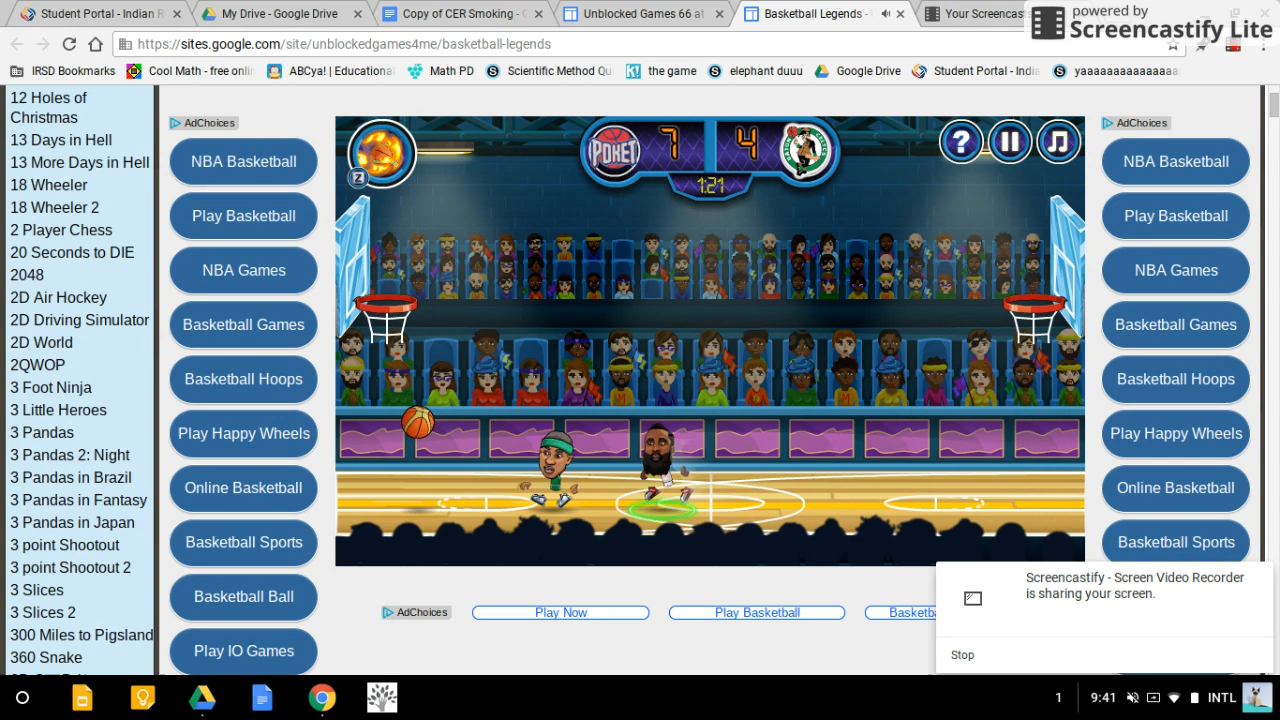 Student Portal - Indian R
My Drive - Google Drive
Copy of CER Smoking - G
Unblocked Games 66 at
Basketball Legends -
Your Screencas
powered by
Screencastify Lite
https://sites.google.com/site/unblockedgames4me/basketball-legends
IRSD Bookmarks
Cool Math - free onli
ABCya! | Educational
Math PD
Scientific Method Qu
K!
the game
elephant duuu
Google Drive
Student Portal - India
yaaaaaaaaaaaaaaa
12 Holes of
Christmas
13 Days in Hell
13 More Days in Hell
18 Wheeler
18 Wheeler 2
2 Player Chess
20 Seconds to DIE
2048
2D Air Hockey
2D Driving Simulator
2D World
2QWOP
3 Foot Ninja
3 Little Heroes
3 Pandas
3 Pandas 2: Night
3 Pandas in Brazil
3 Pandas in Fantasy
3 Pandas in Japan
3 point Shootout
3 point Shootout 2
3 Slices
3 Slices 2
300 Miles to Pigsland
360 Snake
AdChoices
NBA Basketball
Play Basketball
NBA Games
Basketball Games
Basketball Hoops
Play Happy Wheels
Online Basketball
Basketball Sports
Basketball Ball
Play IO Games
Z
POKET
7
4
1:21
?
AdChoices
NBA Basketball
Play Basketball
NBA Games
Basketball Games
Basketball Hoops
Play Happy Wheels
Online Basketball
Basketball Sports
AdChoices
Play Now
Play Basketball
Basketba
Screencastify - Screen Video Recorder
is sharing your screen.
Stop
1
9:41
INTL